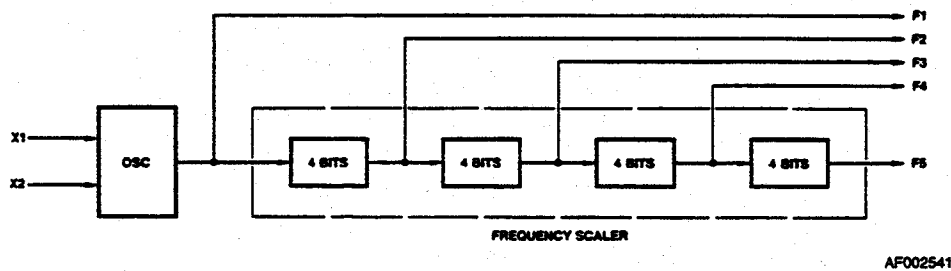 F1
F2
F3
F4
X1
OSC
4 BITS
4 BITS
4 BITS
4 BITS
F5
X2
FREQUENCY SCALER
AF002541